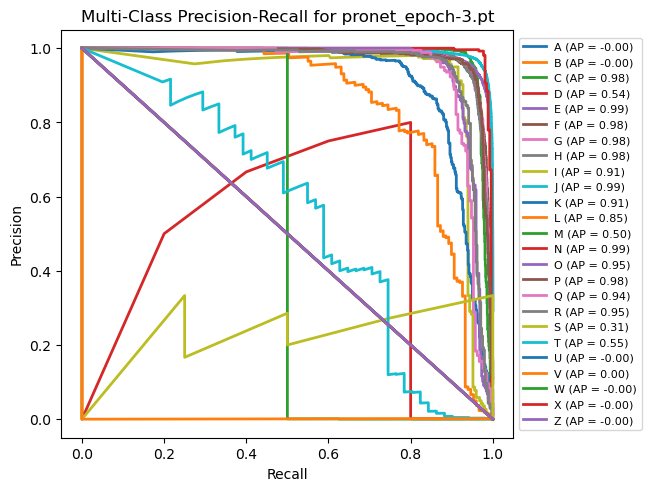 Multi-Class Precision-Recall for pronet_epoch-3.pt
1.0
0.8
0.6
0.4
0.2
0.0
Precision
0.0 0.2 0.4 0.6 0.8 1.0
Recall
A (AP = -0.00)
B (AP = -0.00)
C (AP = 0.98)
D (AP = 0.54)
E (AP = 0.99)
F (AP = 0.98)
G (AP = 0.98)
H (AP = 0.98)
I (AP = 0.91)
J (AP = 0.99)
K (AP = 0.91)
L (AP = 0.85)
M (AP = 0.50)
N (AP = 0.99)
O (AP = 0.95)
P (AP = 0.98)
Q (AP = 0.94)
R (AP = 0.95)
S (AP = 0.31)
T (AP = 0.55)
U (AP = -0.00)
V (AP = 0.00)
W (AP = -0.00)
X (AP = -0.00)
Z (AP = -0.00)